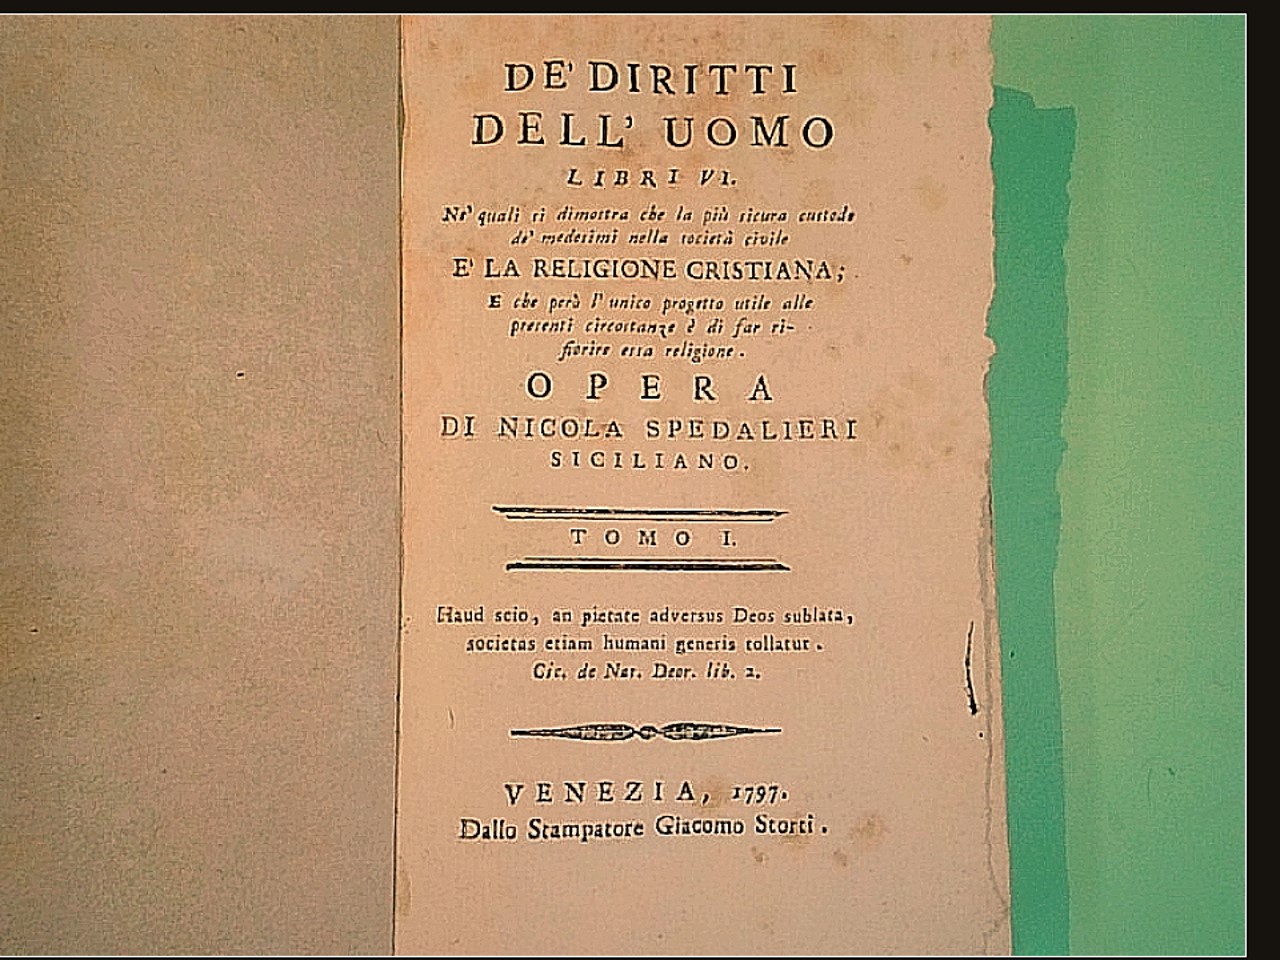 DE' DIRITTI
DELL' UOMO
LIBRI VI.
Ne' quali si dimostra che la più sicura custode
de' medesimi nella società civile
E' LA RELIGIONE CRISTIANA;
E che però l' unico progetto utile alle
presenti circostanze è di far ri-
fiorire essa religione.
OPERA
DI NICOLA SPEDALIERI
SICILIANO.
TOMO I.
Haud scio, an pietate adversus Deos sublata,
societas etiam humani generis tollatur.
Cic. de Nat. Deor. lib. 2.
VENEZIA, 1797.
Dallo Stampatore Giacomo Storti.